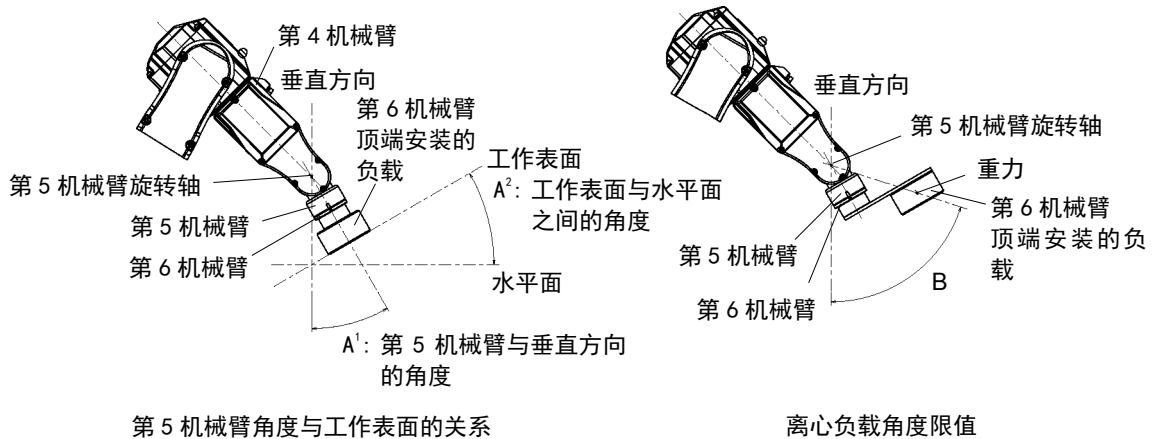 第 4 机械臂
垂直方向
第 6 机械臂
顶端安装的
负载
工作表面
A²: 工作表面与水平面
之间的角度
第 5 机械臂旋转轴
第 5 机械臂
第 6 机械臂
水平面
A¹: 第 5 机械臂与垂直方向
的角度
第 5 机械臂角度与工作表面的关系
垂直方向
第 5 机械臂旋转轴
重力
第 6 机械臂
顶端安装的负
载
第 5 机械臂
B
第 6 机械臂
离心负载角度限值